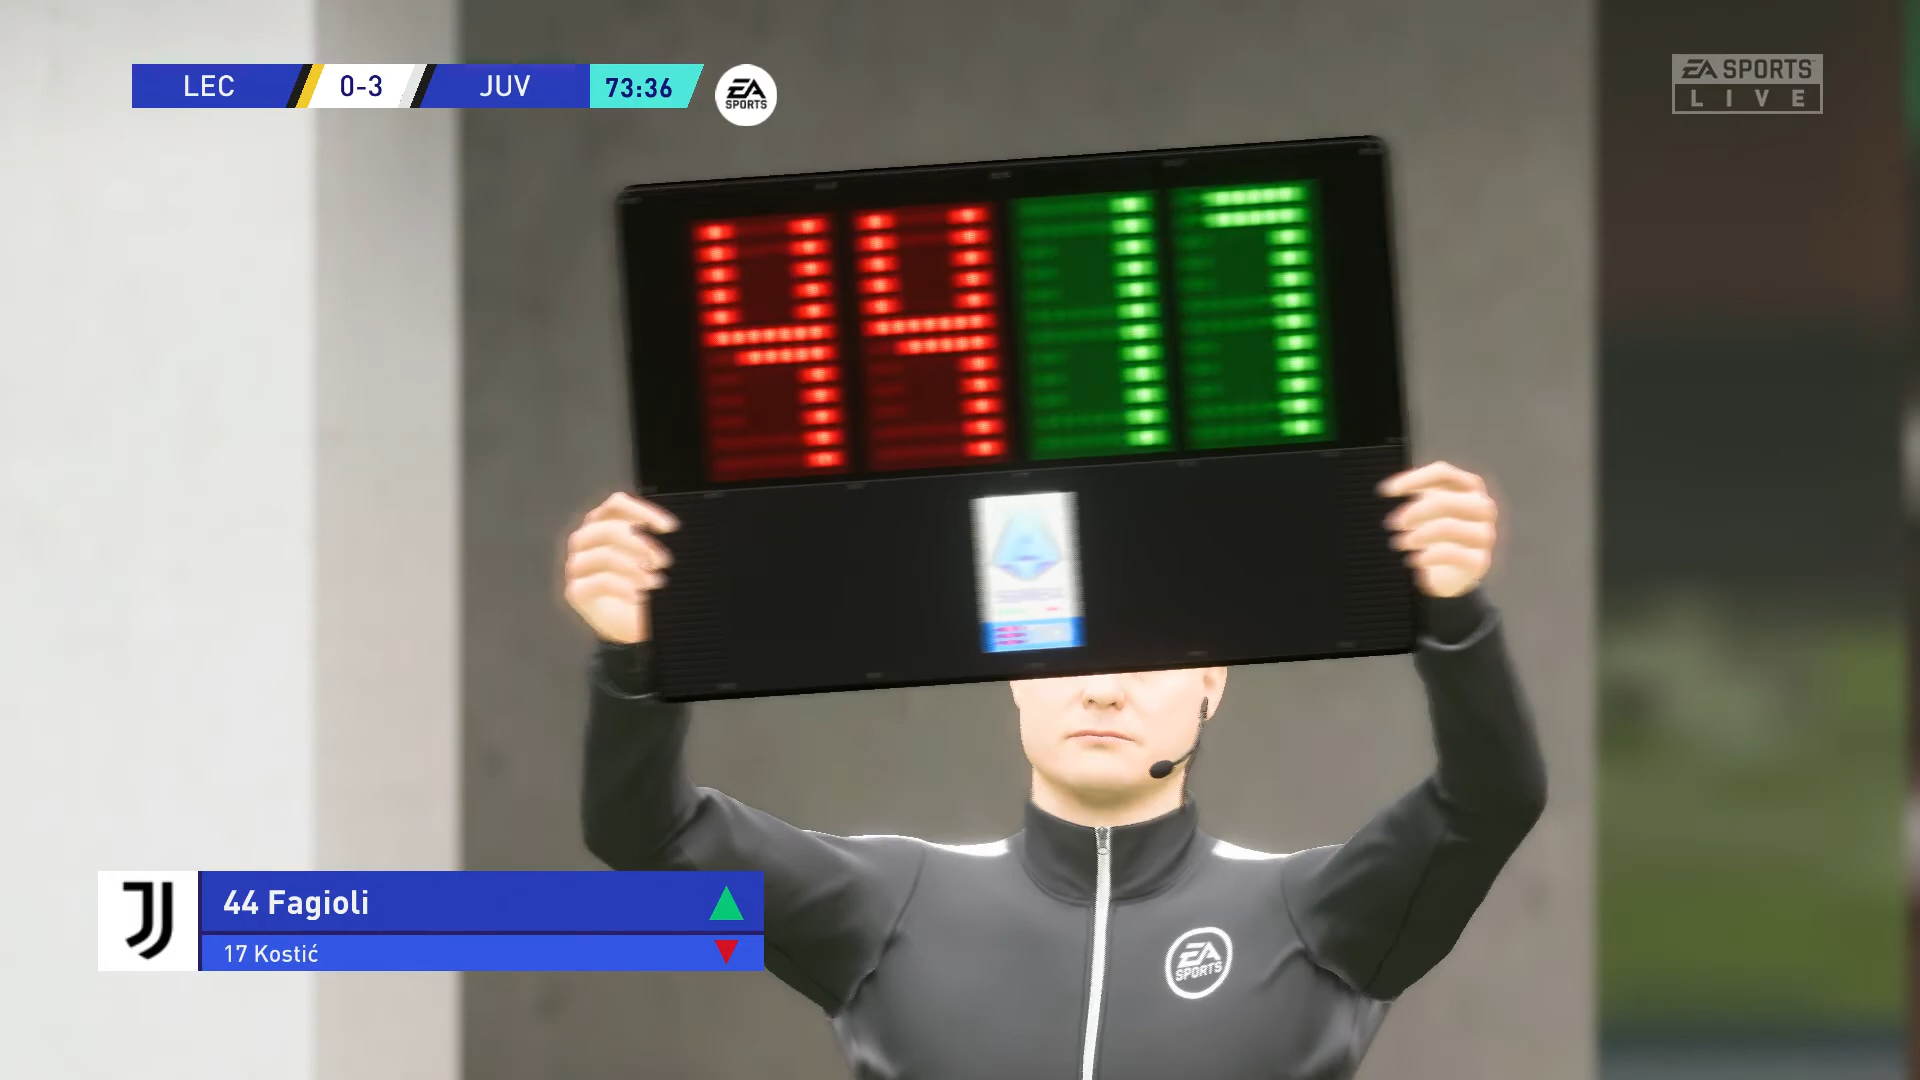 LEC 0-3 JUV 73:36
EA SPORTS
EA SPORTS
LIVE
44 17
44 Fagioli
17 Kostić
EA SPORTS